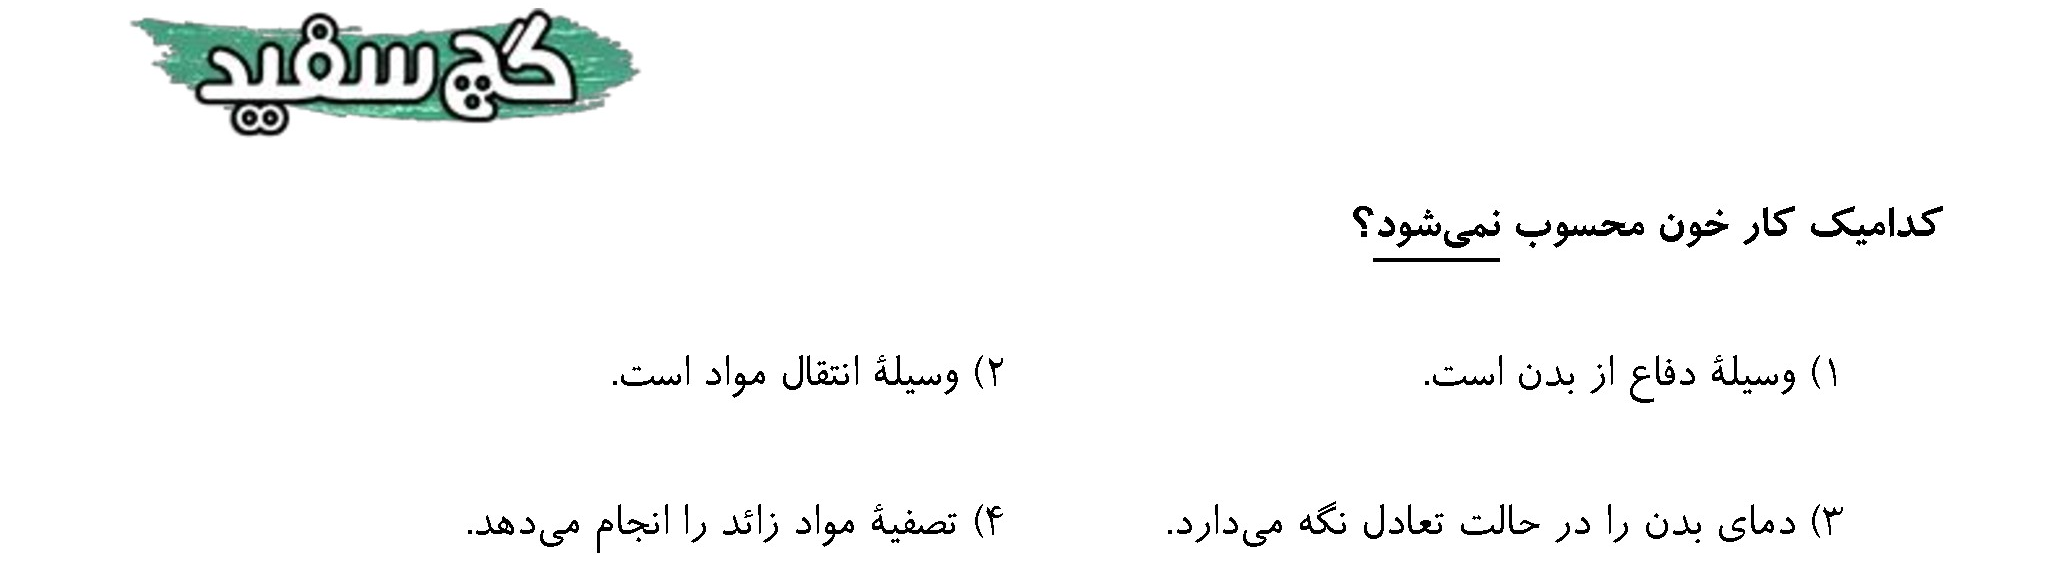 گچ سفید
کدامیک کار خون محسوب نمی‌شود؟
۱) وسیلهٔ دفاع از بدن است.
۲) وسیلهٔ انتقال مواد است.
۳) دمای بدن را در حالت تعادل نگه می‌دارد.
۴) تصفیهٔ مواد زائد را انجام می‌دهد.